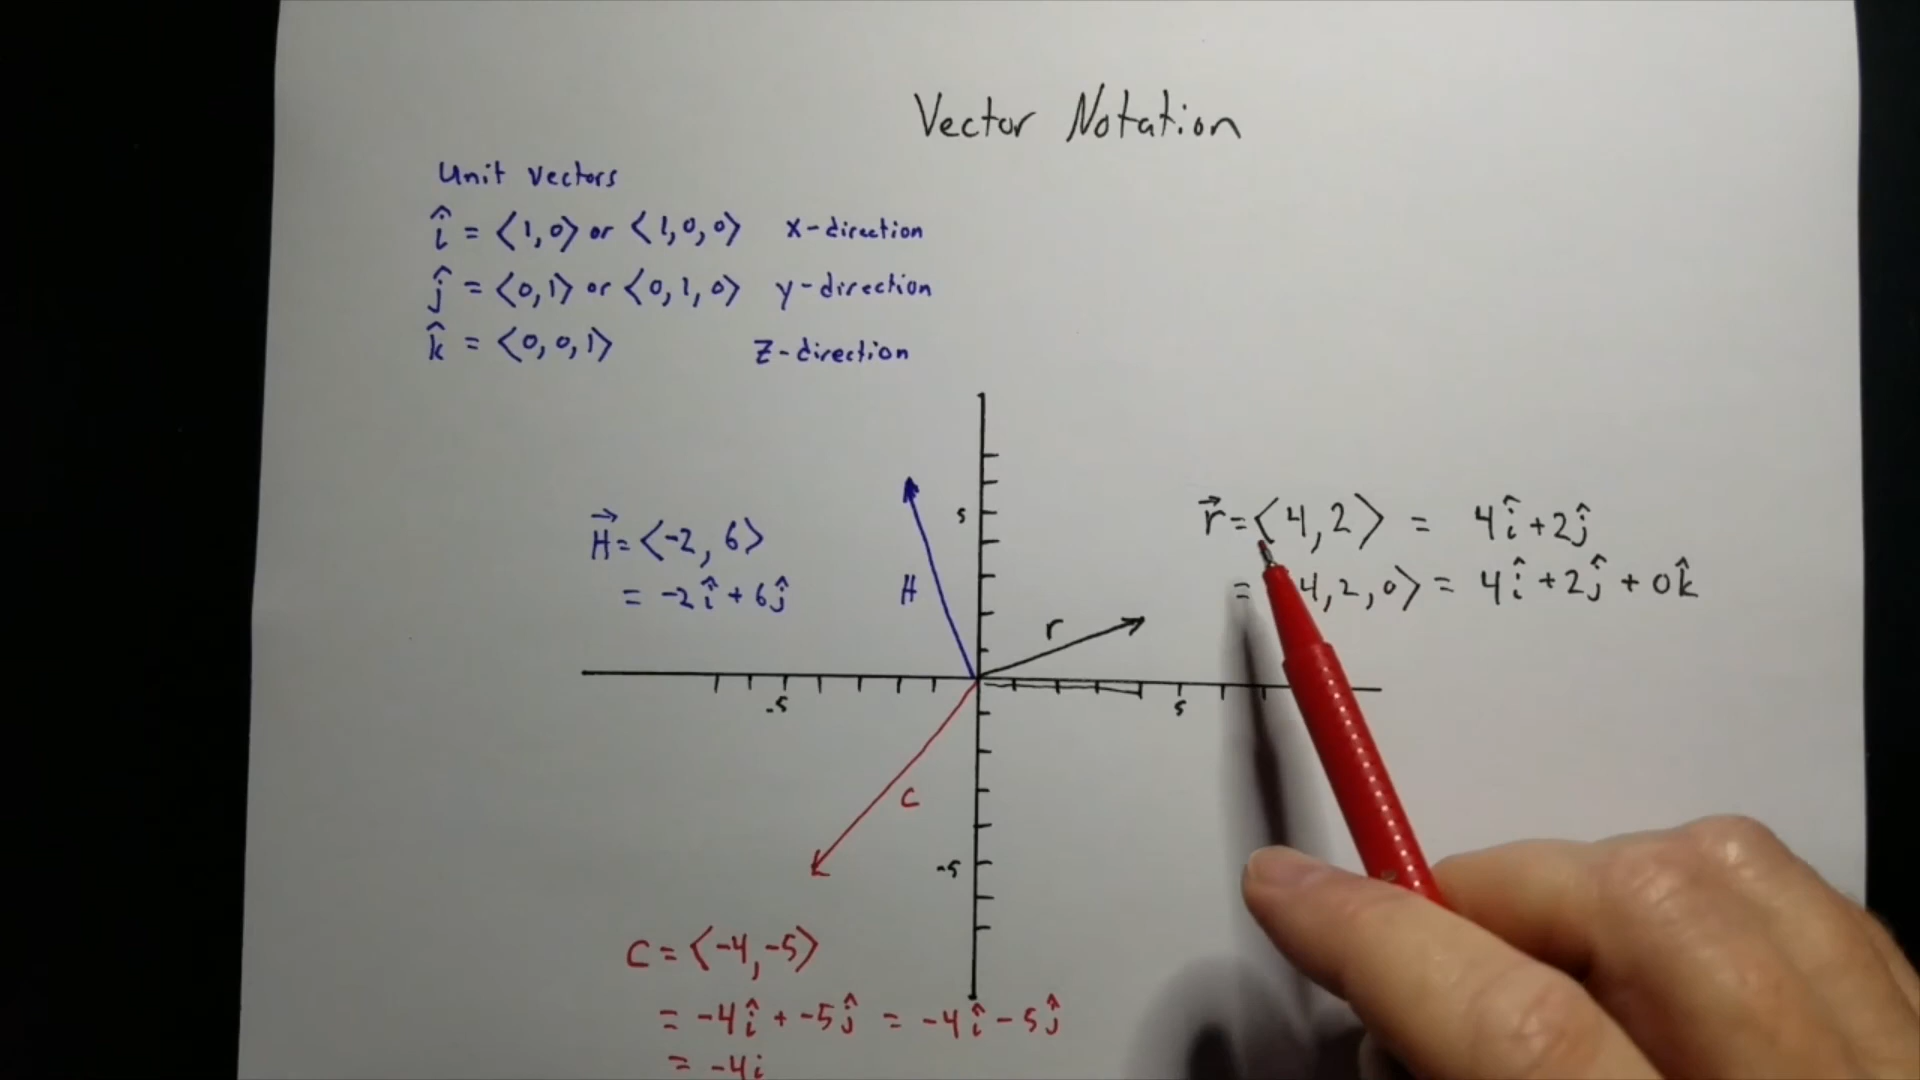 Vector Notation
Unit vectors
î = ⟨1,0⟩ or ⟨1,0,0⟩ x-direction
ĵ = ⟨0,1⟩ or ⟨0,1,0⟩ y-direction
k̂ = ⟨0,0,1⟩ z-direction
H⃗ = ⟨-2, 6⟩
= -2î + 6ĵ
5
H
r⃗ = ⟨4,2⟩ = 4î + 2ĵ
= 4,2,0⟩ = 4î + 2ĵ + 0k̂
r
-5
5
C
-5
C = ⟨-4,-5⟩
= -4î + -5ĵ = -4î - 5ĵ
= -4i